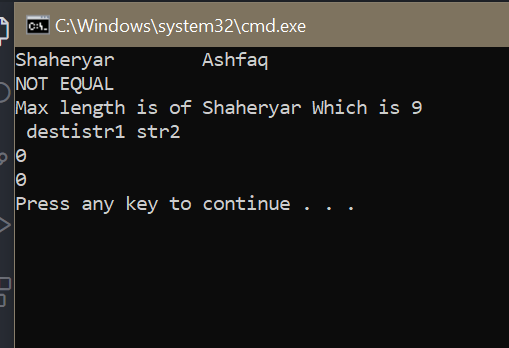 C:\Windows\system32\cmd.exe
Shaheryar Ashfaq
NOT EQUAL
Max length is of Shaheryar Which is 9
destistr1 str2
0
0
Press any key to continue . . .